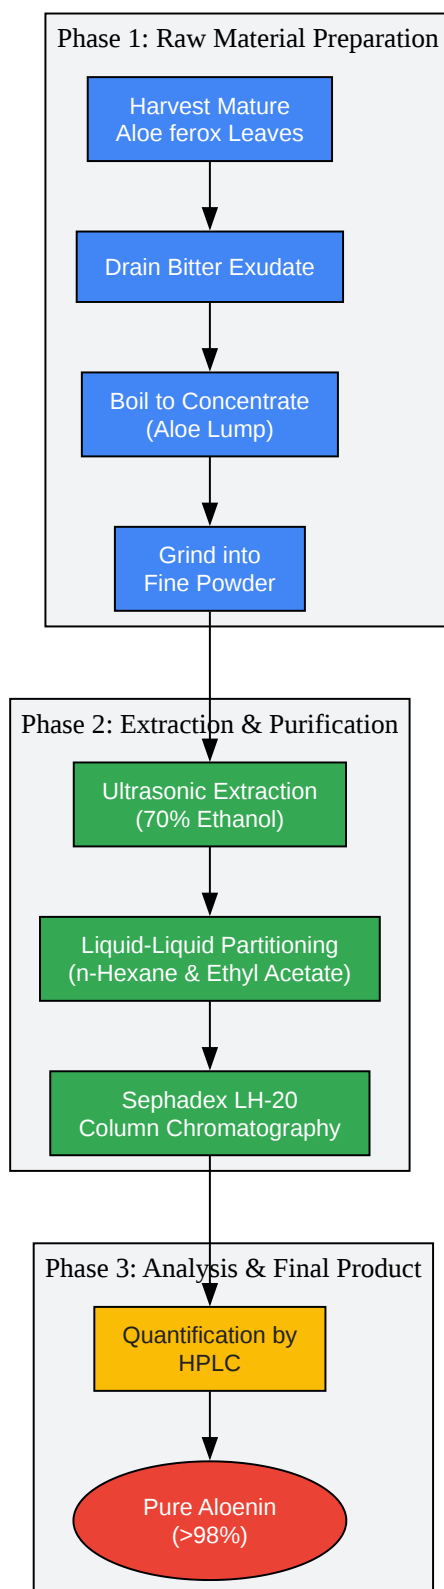 Phase 1: Raw Material Preparation
Harvest Mature
Aloe ferox Leaves
Drain Bitter Exudate
Boil to Concentrate
(Aloe Lump)
Grind into
Fine Powder
Phase 2: Extraction & Purification
Ultrasonic Extraction
(70% Ethanol)
Liquid-Liquid Partitioning
(n-Hexane & Ethyl Acetate)
Sephadex LH-20
Column Chromatography
Phase 3: Analysis & Final Product
Quantification by
HPLC
Pure Aloenin
(>98%)